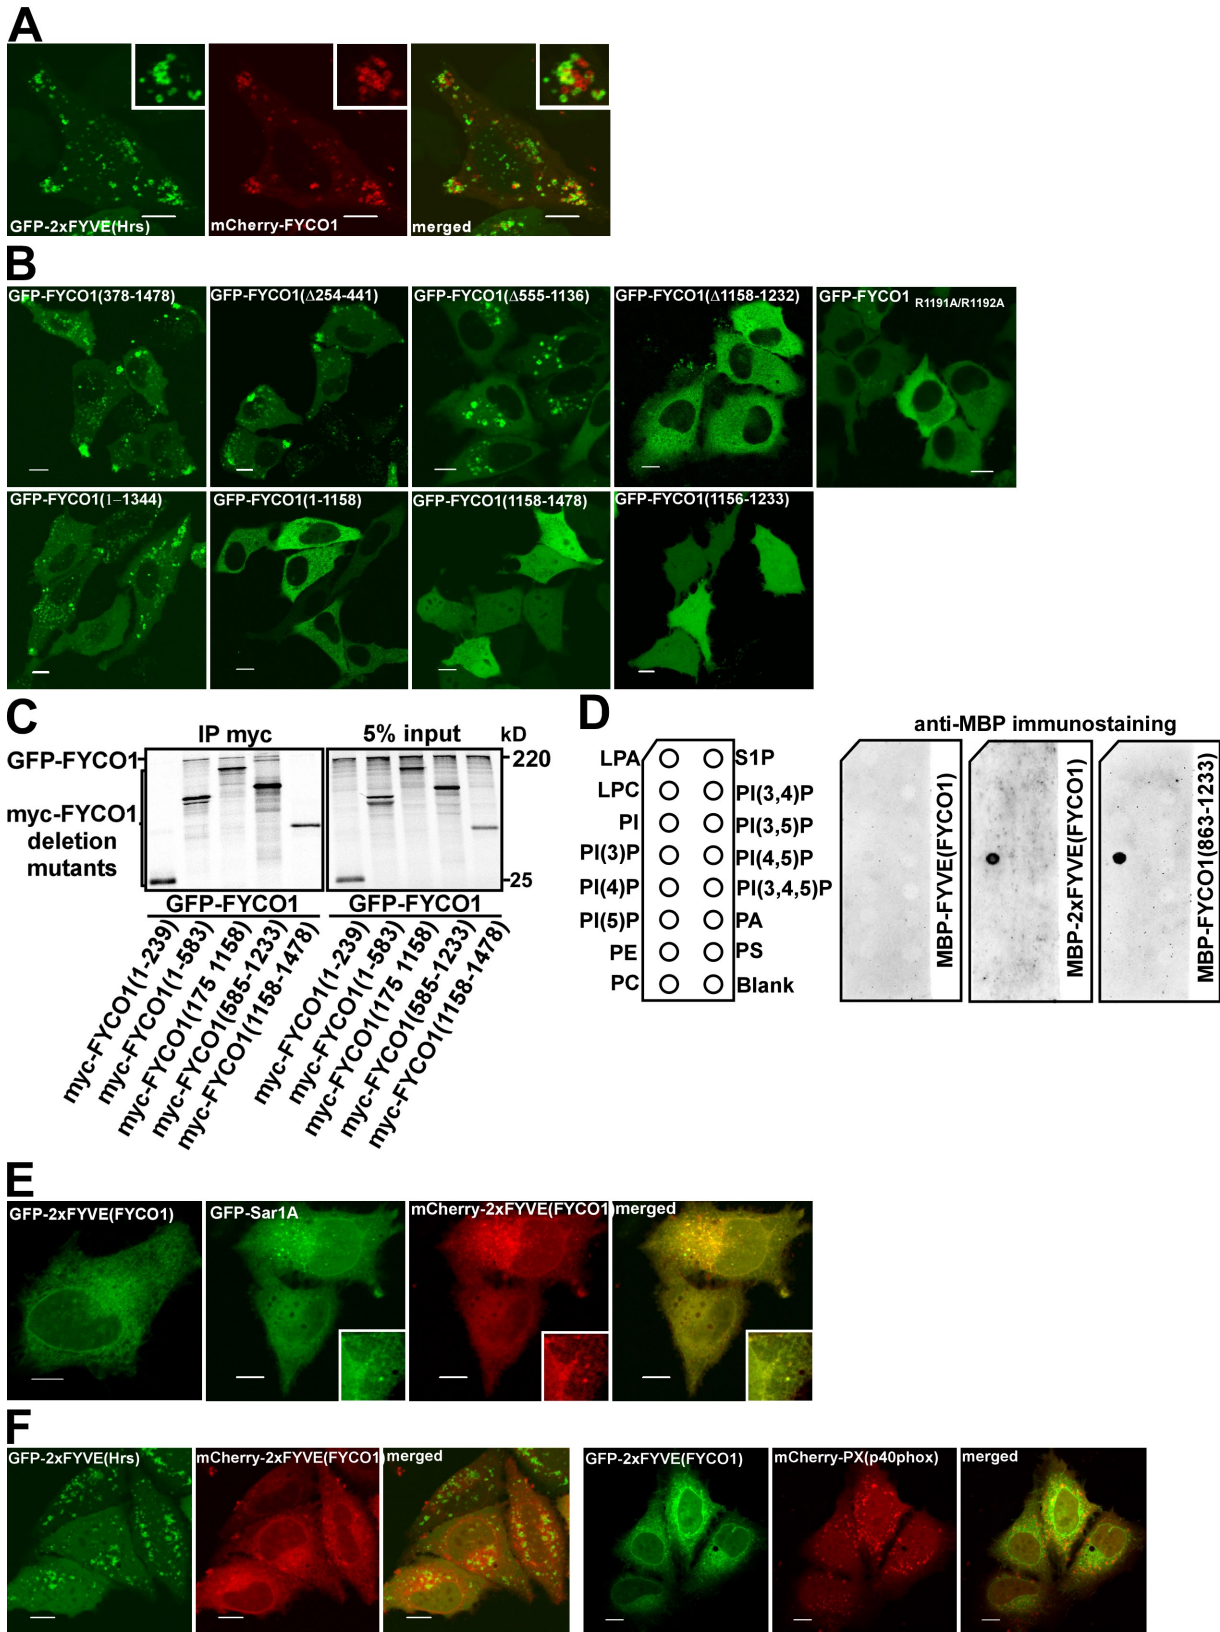 A
GFP-2xFYVE(Hrs)
mCherry-FYCO1
merged
B
GFP-FYCO1(378-1478)
GFP-FYCO1(Δ254-441)
GFP-FYCO1(Δ555-1136)
GFP-FYCO1(Δ1158-1232)
GFP-FYCO1 R1191A/R1192A
GFP-FYCO1(1–1344)
GFP-FYCO1(1-1158)
GFP-FYCO1(1158-1478)
GFP-FYCO1(1156-1233)
C
IP myc
5% input
kD
GFP-FYCO1
220
myc-FYCO1
deletion
mutants
25
GFP-FYCO1
GFP-FYCO1
myc-FYCO1(1-239)
myc-FYCO1(1-583)
myc-FYCO1(175 1158)
myc-FYCO1(585-1233)
myc-FYCO1(1158-1478)
myc-FYCO1(1-239)
myc-FYCO1(1-583)
myc-FYCO1(175 1158)
myc-FYCO1(585-1233)
myc-FYCO1(1158-1478)
D
anti-MBP immunostaining
LPA
S1P
LPC
PI(3,4)P
PI
PI(3,5)P
PI(3)P
PI(4,5)P
PI(4)P
PI(3,4,5)P
PI(5)P
PA
PE
PS
PC
Blank
MBP-FYVE(FYCO1)
MBP-2xFYVE(FYCO1)
MBP-FYCO1(863-1233)
E
GFP-2xFYVE(FYCO1)
GFP-Sar1A
mCherry-2xFYVE(FYCO1)
merged
F
GFP-2xFYVE(Hrs)
mCherry-2xFYVE(FYCO1)
merged
GFP-2xFYVE(FYCO1)
mCherry-PX(p40phox)
merged